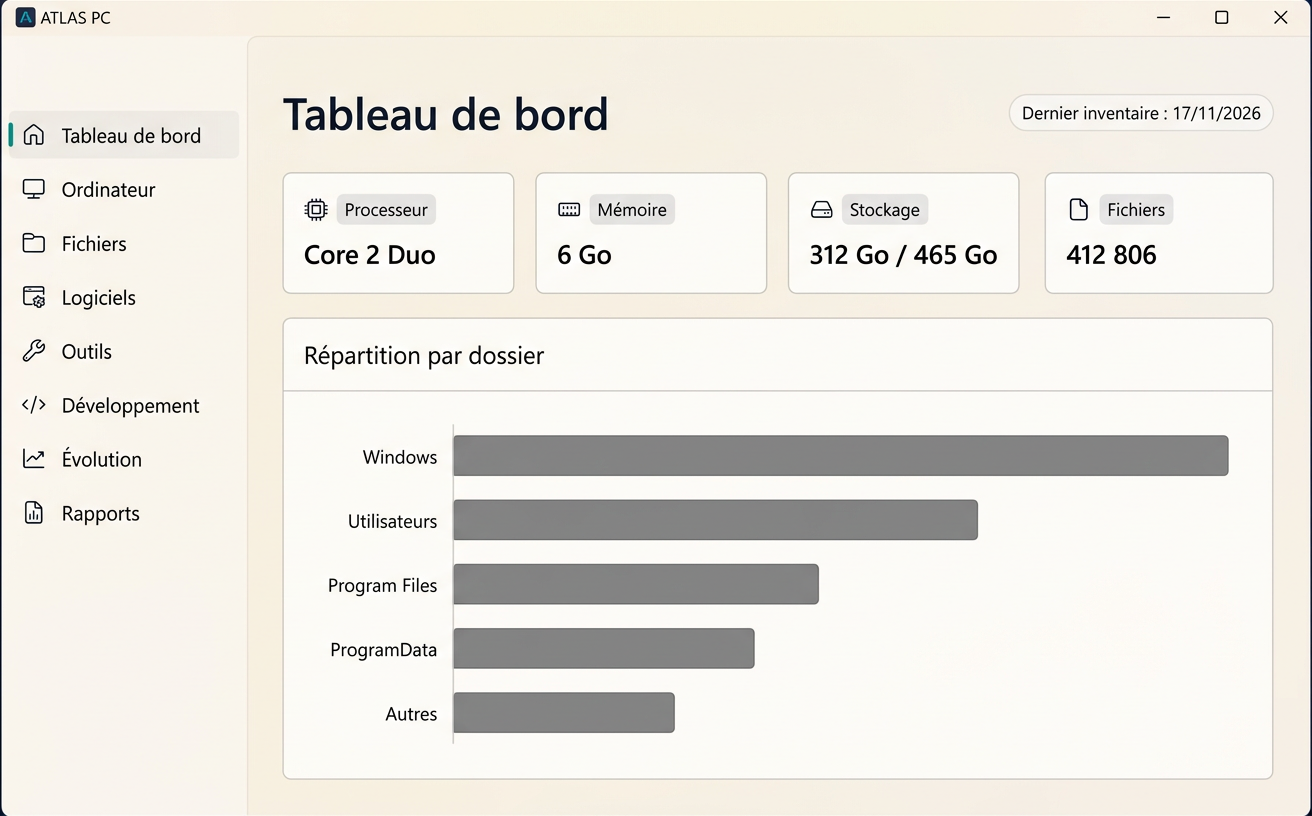 ATLAS PC
Tableau de bord
Ordinateur
Fichiers
Logiciels
Outils
Développement
Évolution
Rapports
Tableau de bord
Dernier inventaire : 17/11/2026
Processeur
Core 2 Duo
Mémoire
6 Go
Stockage
312 Go / 465 Go
Fichiers
412 806
Répartition par dossier
Windows
Utilisateurs
Program Files
ProgramData
Autres